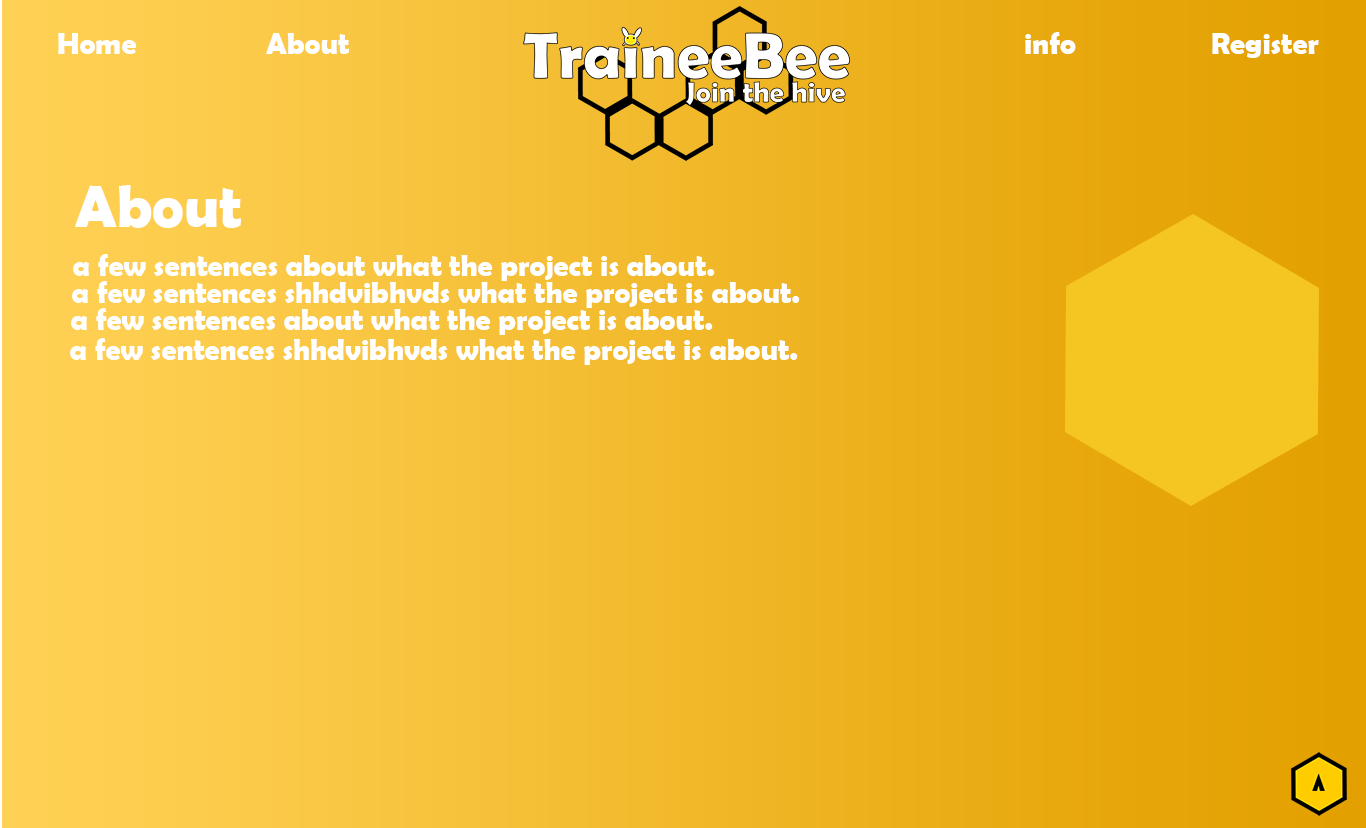 Home About TraineeBee info Register
Join the hive
About
a few sentences about what the project is about.
a few sentences shhdvibhvds what the project is about.
a few sentences about what the project is about.
a few sentences shhdvibhvds what the project is about.